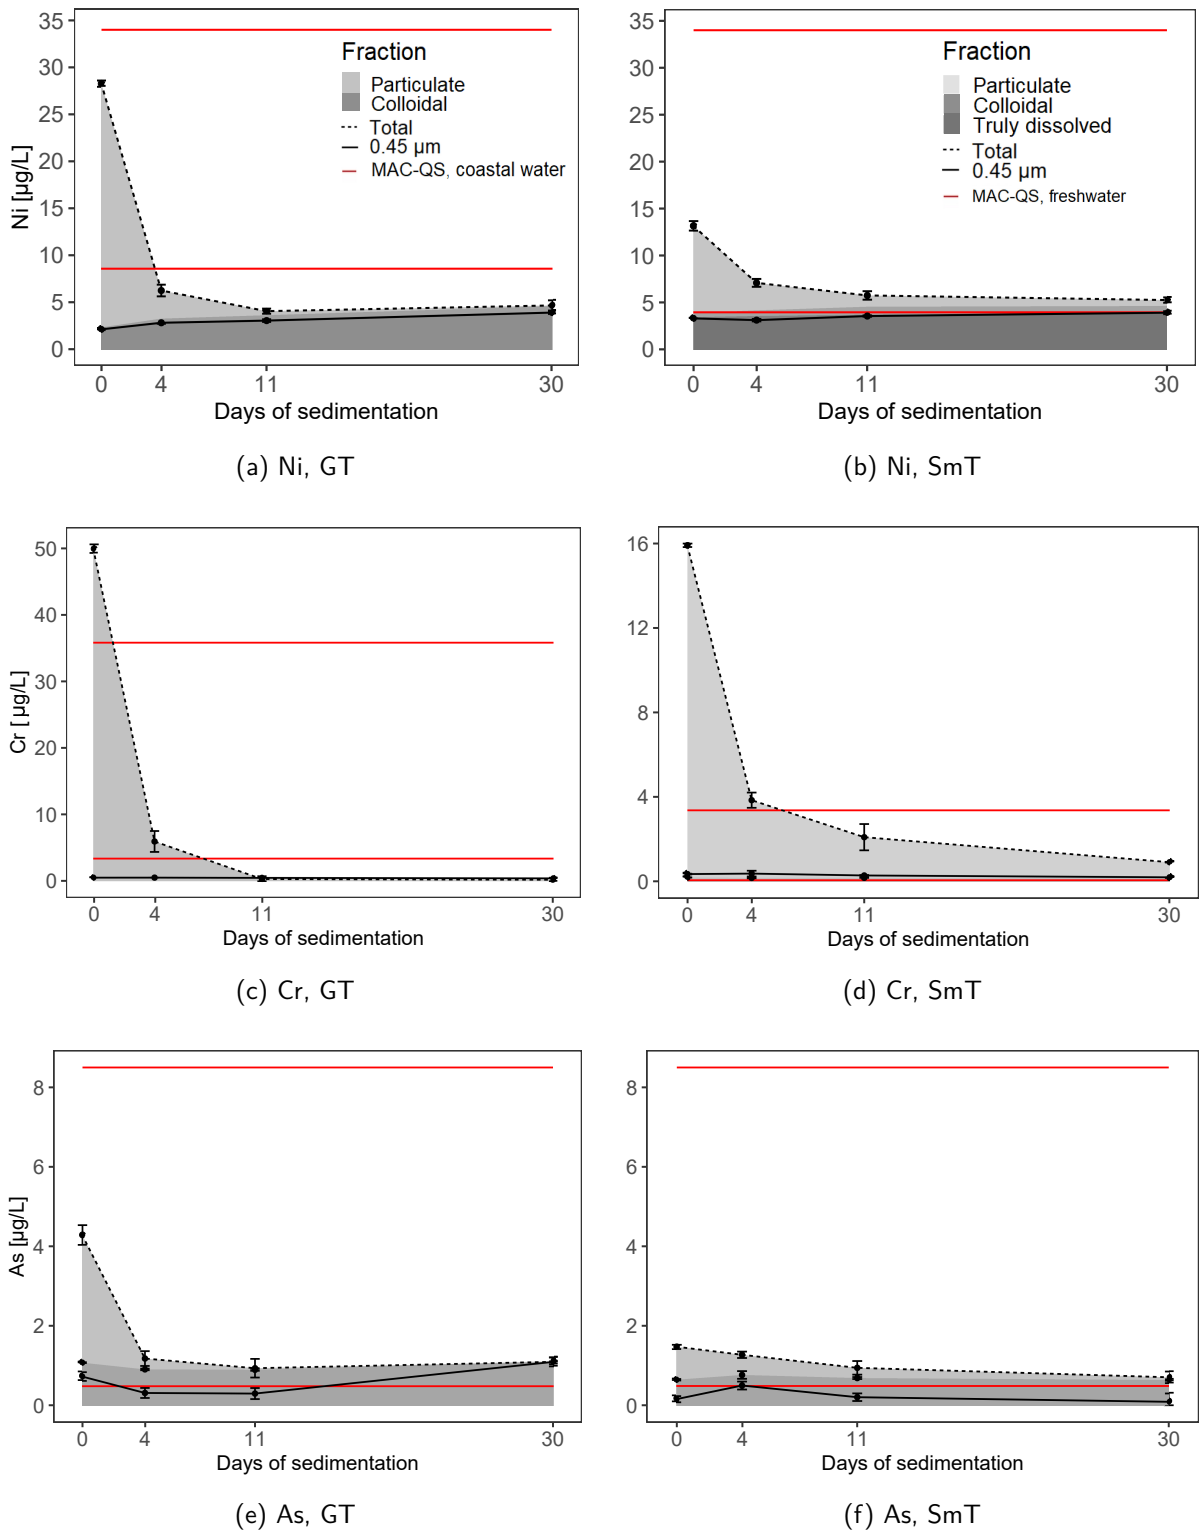 35
30
25
20
15
10
5
0
Ni [µg/L]
Fraction
Particulate
Colloidal
Total
0.45 µm
MAC-QS, coastal water
0 4 11 30
Days of sedimentation
(a) Ni, GT
35
30
25
20
15
10
5
0
Fraction
Particulate
Colloidal
Truly dissolved
Total
0.45 µm
MAC-QS, freshwater
0 4 11 30
Days of sedimentation
(b) Ni, SmT
50
40
30
20
10
0
Cr [ µg/L]
0 4 11 30
Days of sedimentation
(c) Cr, GT
16
12
8
4
0
0 4 11 30
Days of sedimentation
(d) Cr, SmT
8
6
4
2
0
As [µg/L]
0 4 11 30
Days of sedimentation
(e) As, GT
8
6
4
2
0
0 4 11 30
Days of sedimentation
(f) As, SmT